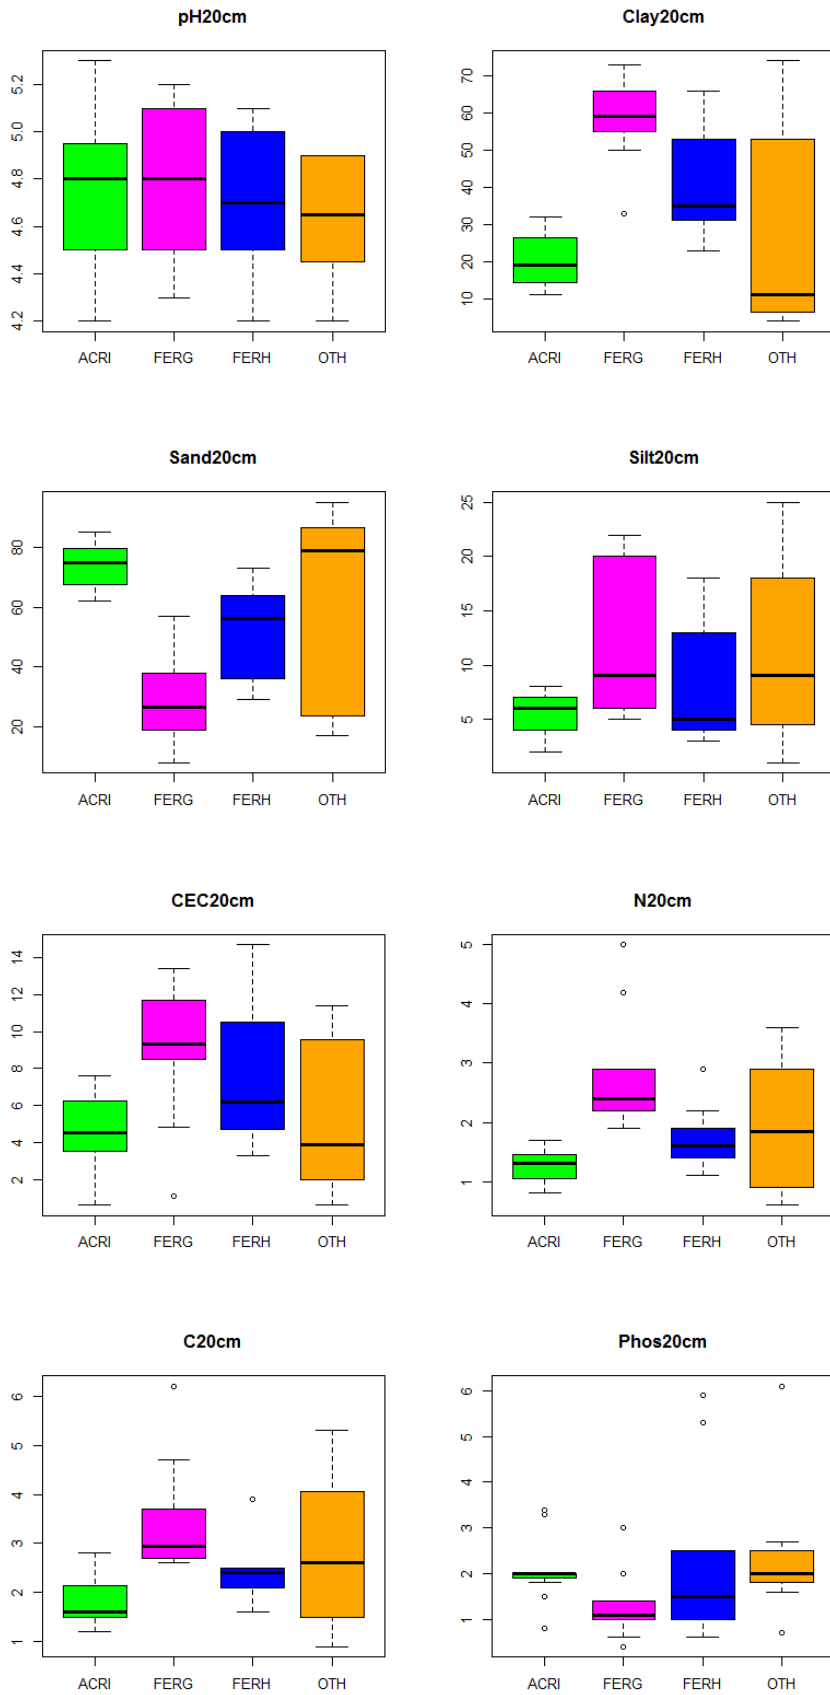 pH20cm
5.2
5.0
4.8
4.6
4.4
4.2
ACRI FERG FERH OTH
Clay20cm
70
60
50
40
30
20
10
ACRI FERG FERH OTH
Sand20cm
80
60
40
20
ACRI FERG FERH OTH
Silt20cm
25
20
15
10
5
ACRI FERG FERH OTH
CEC20cm
14
12
10
8
6
4
2
ACRI FERG FERH OTH
N20cm
5
4
3
2
1
ACRI FERG FERH OTH
C20cm
6
5
4
3
2
1
ACRI FERG FERH OTH
Phos20cm
6
5
4
3
2
1
ACRI FERG FERH OTH